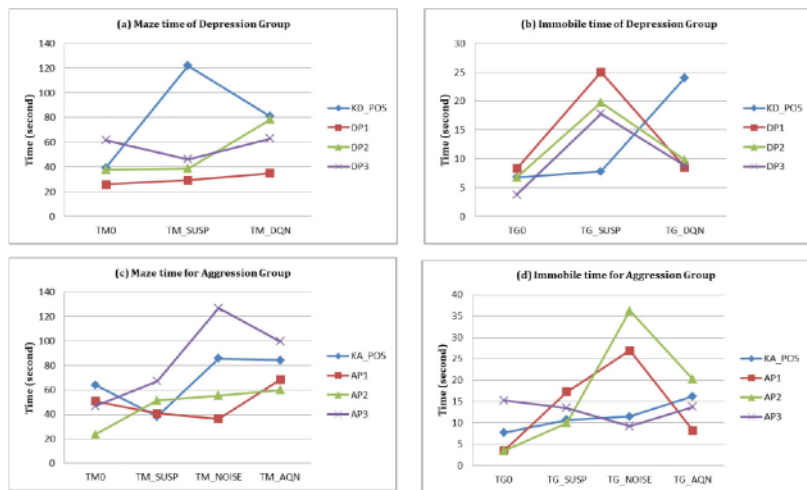 (a) Maze time of Depression Group
140
120
100
80
60
40
20
0
Time (second)
TM0 TM_SUSP TM_DQN
KD_POS
DP1
DP2
DP3
(b) Immobile time of Depression Group
30
25
20
15
10
5
0
Time (second)
TG0 TG_SUSP TG_DQN
KD_POS
DP1
DP2
DP3
(c) Maze time for Aggression Group
140
120
100
80
60
40
20
0
Time (second)
TM0 TM_SUSP TM_NOISE TM_AQN
KA_POS
AP1
AP2
AP3
(d) Immobile time for Aggression Group
40
35
30
25
20
15
10
5
0
Time (second)
TG0 TG_SUSP TG_NOISE TG_AQN
KA_POS
AP1
AP2
AP3